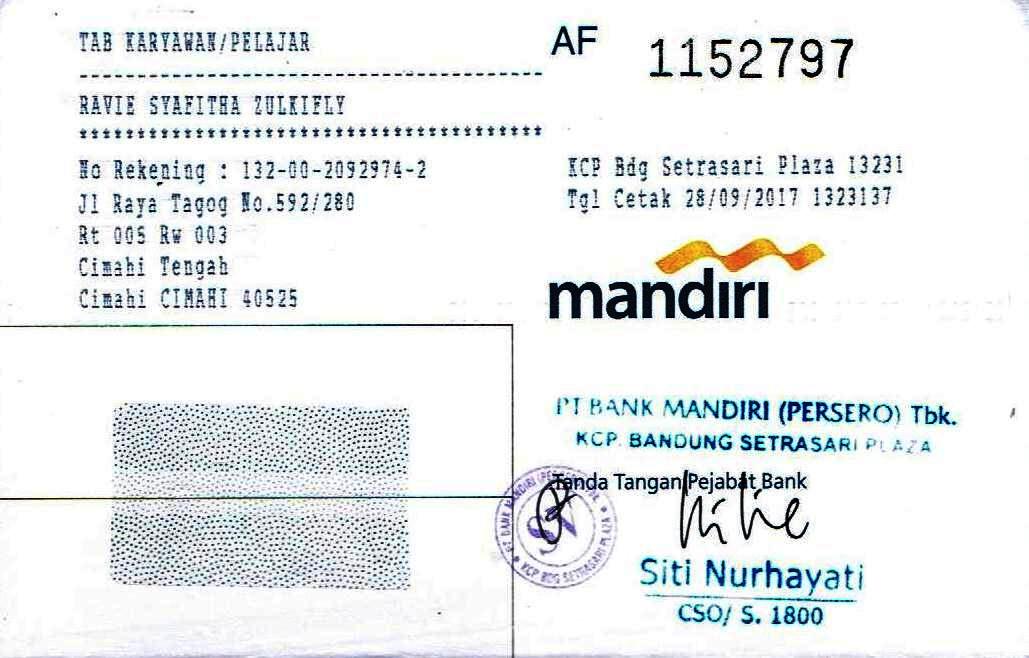 TAB KARYAWAN/PELAJAR
AF 1152797
RAVIE SYAFITHA ZULKIFLY
****************************************
No Rekening : 132-00-2092974-2
Jl Raya Tagog No.592/280
Rt 005 Rw 003
Cimahi Tengah
Cimahi CIMAHI 40525
KCP Bdg Setrasari Plaza 13231
Tgl Cetak 28/09/2017 1323137
mandiri
PT BANK MANDIRI (PERSERO) Tbk.
KCP. BANDUNG SETRASARI PLAZA
Tanda Tangan Pejabat Bank
PT BANK MANDIRI (PERSERO) TBK.
KCP BDG SETRASARI PLAZA
Siti Nurhayati
CSO/ S. 1800